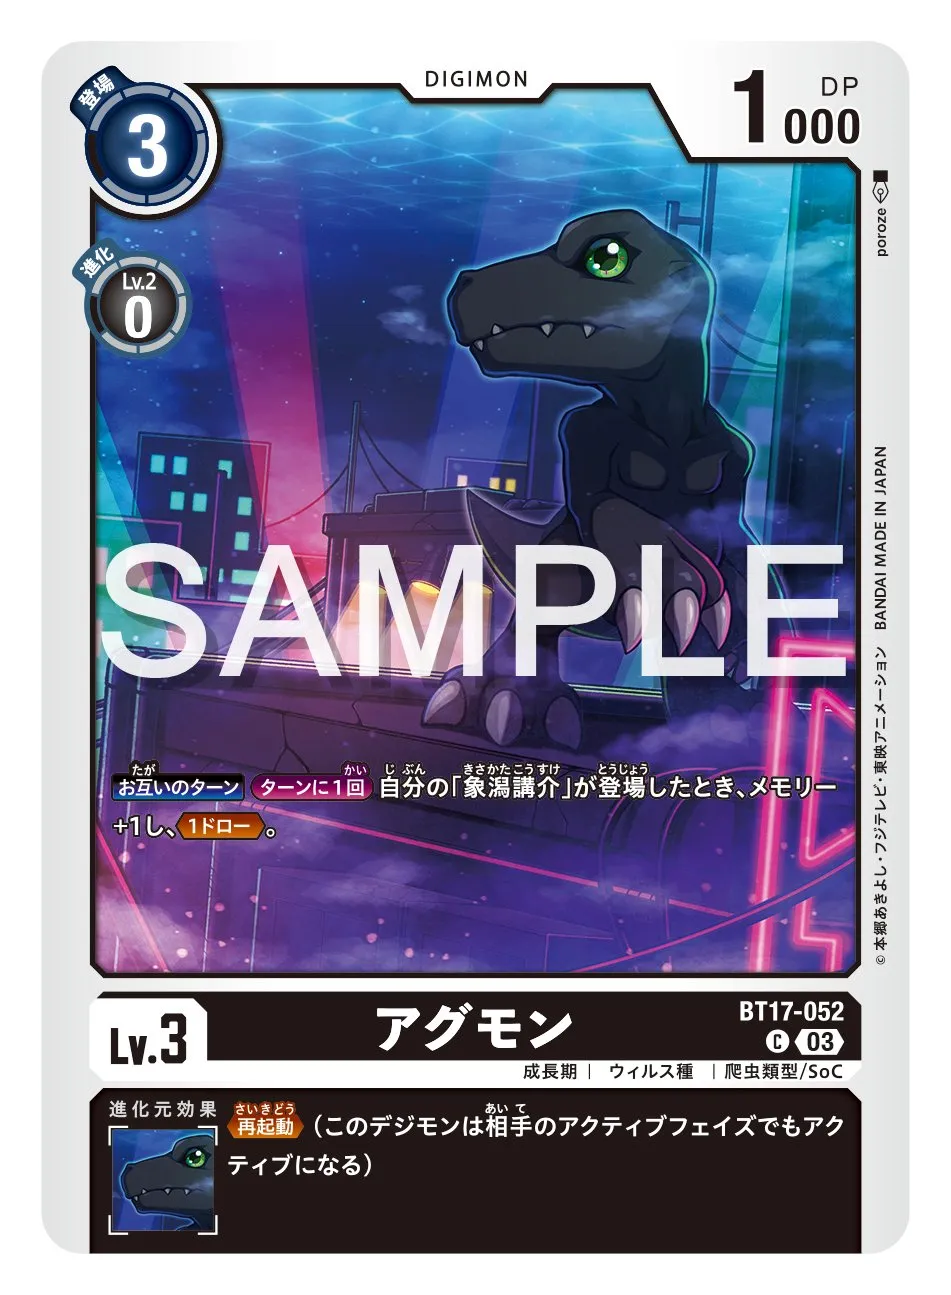 DIGIMON
登場
3
1000
DP
進化
Lv.2
0
poroze
SAMPLE
お互いのターン ターンに1回 自分の「象潟講介」が登場したとき、メモリー
+1し、1ドロー。
©本郷あきよし・フジテレビ・東映アニメーション BANDAI MADE IN JAPAN
Lv.3
アグモン
BT17-052
C 03
成長期| ウィルス種 |爬虫類型/SoC
進化元効果
再起動 (このデジモンは相手のアクティブフェイズでもアク
ティブになる)